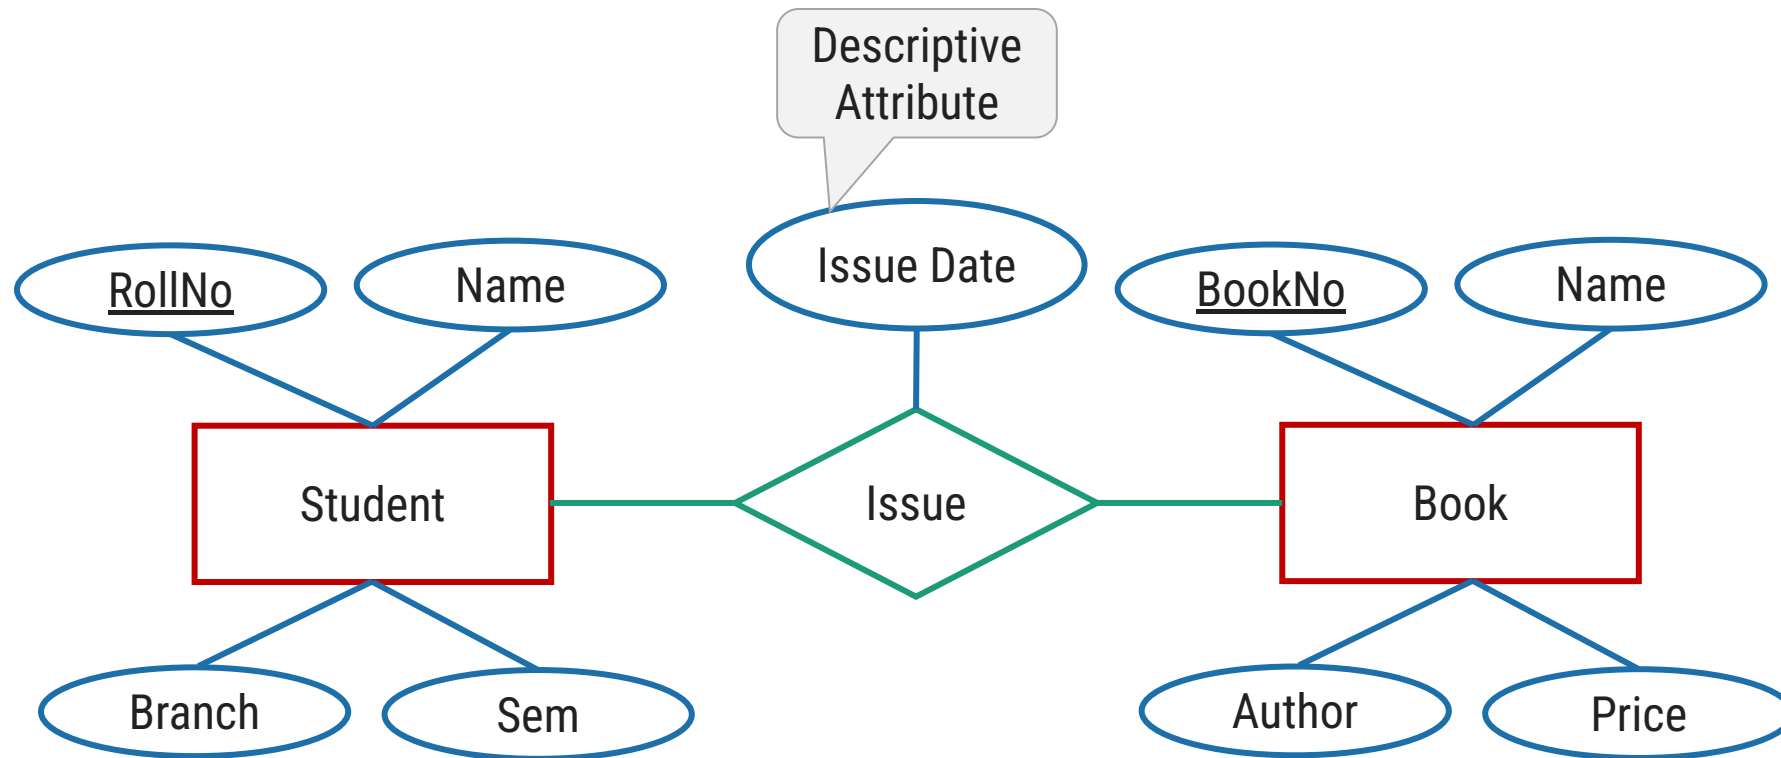 Descriptive
Attribute
RollNo
Name
Issue Date
BookNo
Name
Student
Issue
Book
Branch
Sem
Author
Price